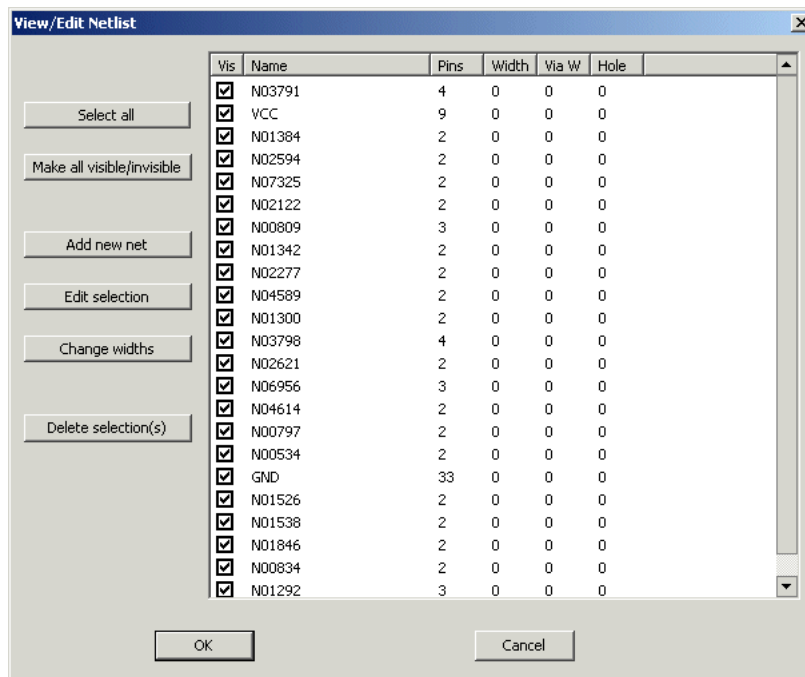 View/Edit Netlist
Vis Name Pins Width Via W Hole
N03791 4 0 0 0
VCC 9 0 0 0
N01384 2 0 0 0
N02594 2 0 0 0
N07325 2 0 0 0
N02122 2 0 0 0
N00809 3 0 0 0
N01342 2 0 0 0
N02277 2 0 0 0
N04589 2 0 0 0
N01300 2 0 0 0
N03798 4 0 0 0
N02621 2 0 0 0
N06956 3 0 0 0
N04614 2 0 0 0
N00797 2 0 0 0
N00534 2 0 0 0
GND 33 0 0 0
N01526 2 0 0 0
N01538 2 0 0 0
N01846 2 0 0 0
N00834 2 0 0 0
N01292 3 0 0 0
Select all
Make all visible/invisible
Add new net
Edit selection
Change widths
Delete selection(s)
OK
Cancel